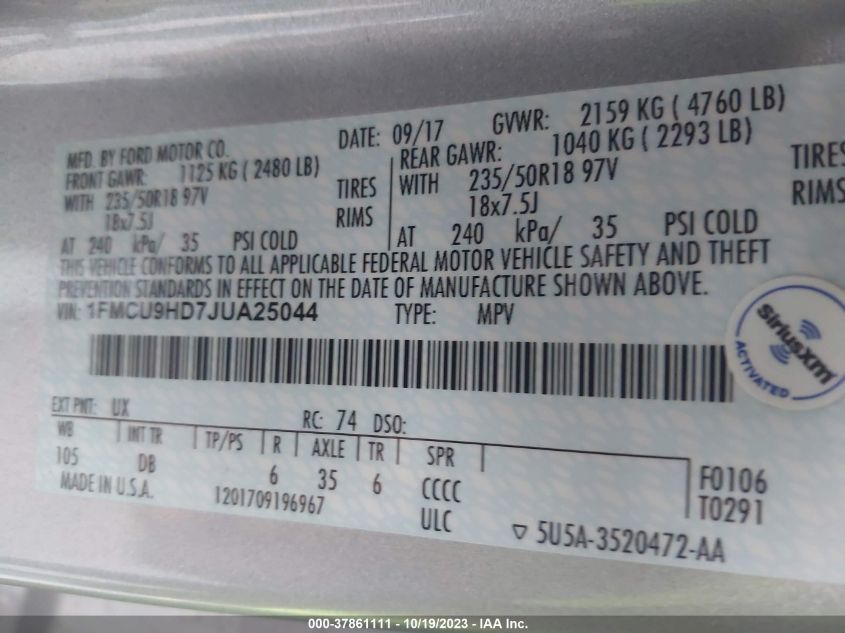 MFD. BY FORD MOTOR CO.
DATE: 09/17
GVWR: 2159 KG ( 4760 LB)
FRONT GAWR: 1125 KG ( 2480 LB)
REAR GAWR: 1040 KG ( 2293 LB)
WITH 235/50R18 97V TIRES
WITH 235/50R18 97V TIRES
18x7.5J RIMS
18x7.5J RIMS
AT 240 kPa/ 35 PSI COLD
AT 240 kPa/ 35 PSI COLD
THIS VEHICLE CONFORMS TO ALL APPLICABLE FEDERAL MOTOR VEHICLE SAFETY AND THEFT
PREVENTION STANDARDS IN EFFECT ON THE DATE OF MANUFACTURE SHOWN ABOVE.
VIN: 1FMCU9HD7JUA25044
TYPE: MPV
SiriusXM
ACTIVATED
EXT PNT: UX
RC: 74 DSO:
WB INT TR TP/PS R AXLE TR SPR
105 DB 6 35 6 CCCC
F0106
MADE IN U.S.A.
1201709196967
ULC
T0291
▽ 5U5A-3520472-AA
000-37861111 - 10/19/2023 - IAA Inc.